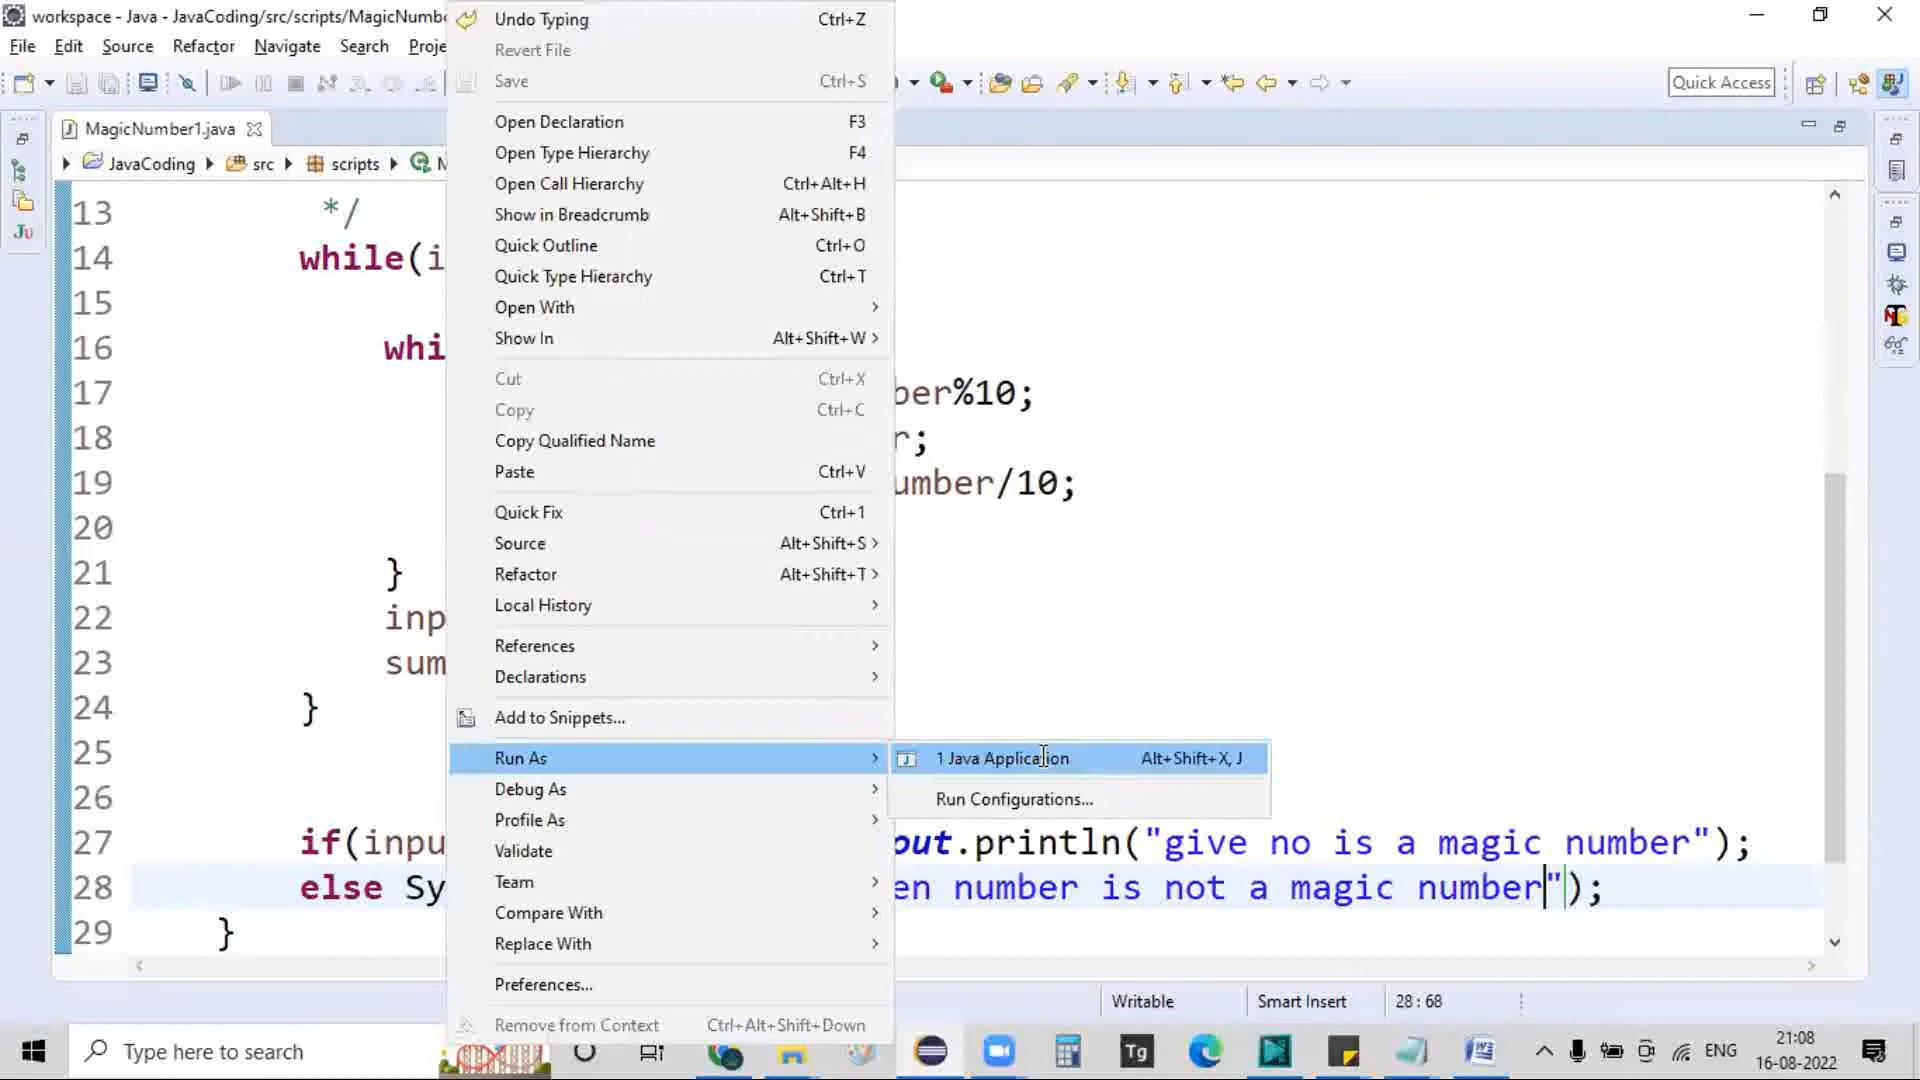 workspace - Java - JavaCoding/src/scripts/MagicNumb
File Edit Source Refactor Navigate Search Proje
Quick Access
MagicNumber1.java
JavaCoding src scripts M
13 */
14 while(i
15
16 whi
17 ber%10;
18 r;
19 umber/10;
20
21 }
22 inp
23 sum
24 }
25
26
27 if(inpu out.println("give no is a magic number");
28 else Sy en number is not a magic number");
29 }
Undo Typing Ctrl+Z
Revert File
Save Ctrl+S
Open Declaration F3
Open Type Hierarchy F4
Open Call Hierarchy Ctrl+Alt+H
Show in Breadcrumb Alt+Shift+B
Quick Outline Ctrl+O
Quick Type Hierarchy Ctrl+T
Open With
Show In Alt+Shift+W
Cut Ctrl+X
Copy Ctrl+C
Copy Qualified Name
Paste Ctrl+V
Quick Fix Ctrl+1
Source Alt+Shift+S
Refactor Alt+Shift+T
Local History
References
Declarations
Add to Snippets...
Run As
Debug As
Profile As
Validate
Team
Compare With
Replace With
Preferences...
Remove from Context Ctrl+Alt+Shift+Down
1 Java Application Alt+Shift+X, J
Run Configurations...
Writable Smart Insert 28 : 68
Type here to search
Tg
ENG
21:08
16-08-2022